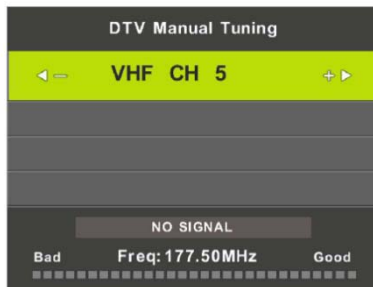 DTV Manual Tuning
− VHF CH 5 +
NO SIGNAL
Bad Freq:177.50MHz Good